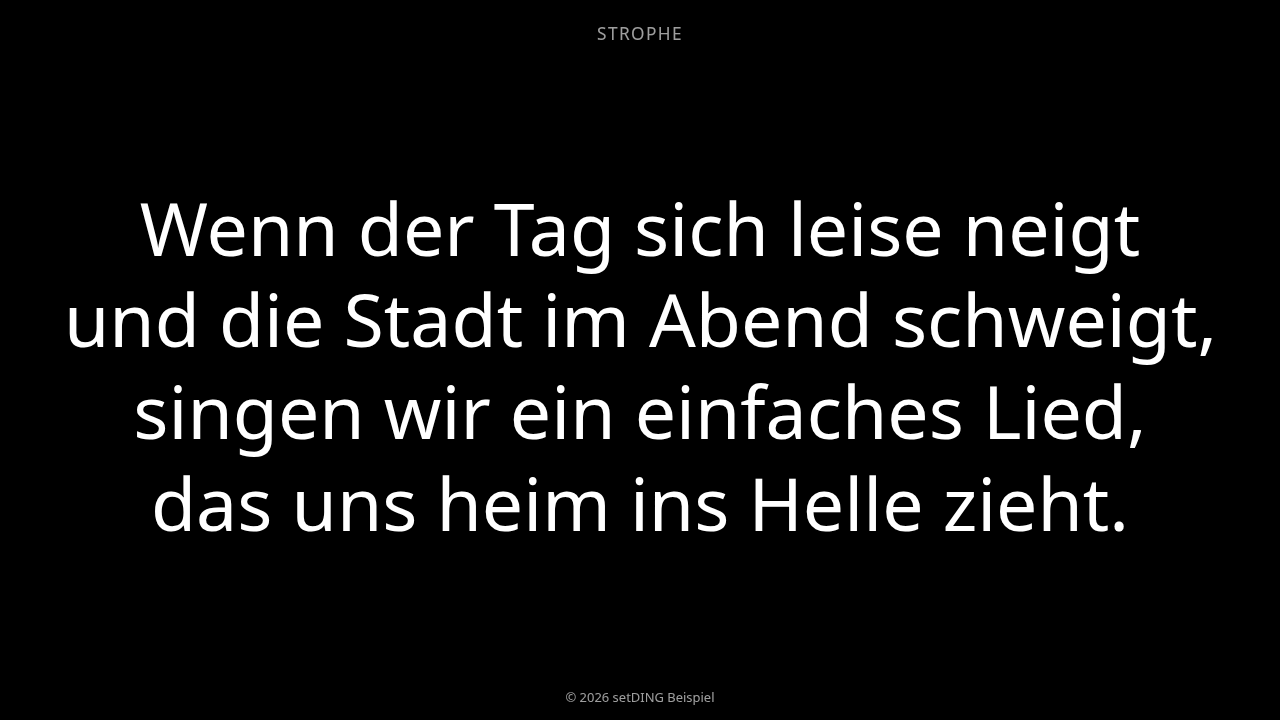 STROPHE
Wenn der Tag sich leise neigt
und die Stadt im Abend schweigt,
singen wir ein einfaches Lied,
das uns heim ins Helle zieht.
© 2026 setDING Beispiel